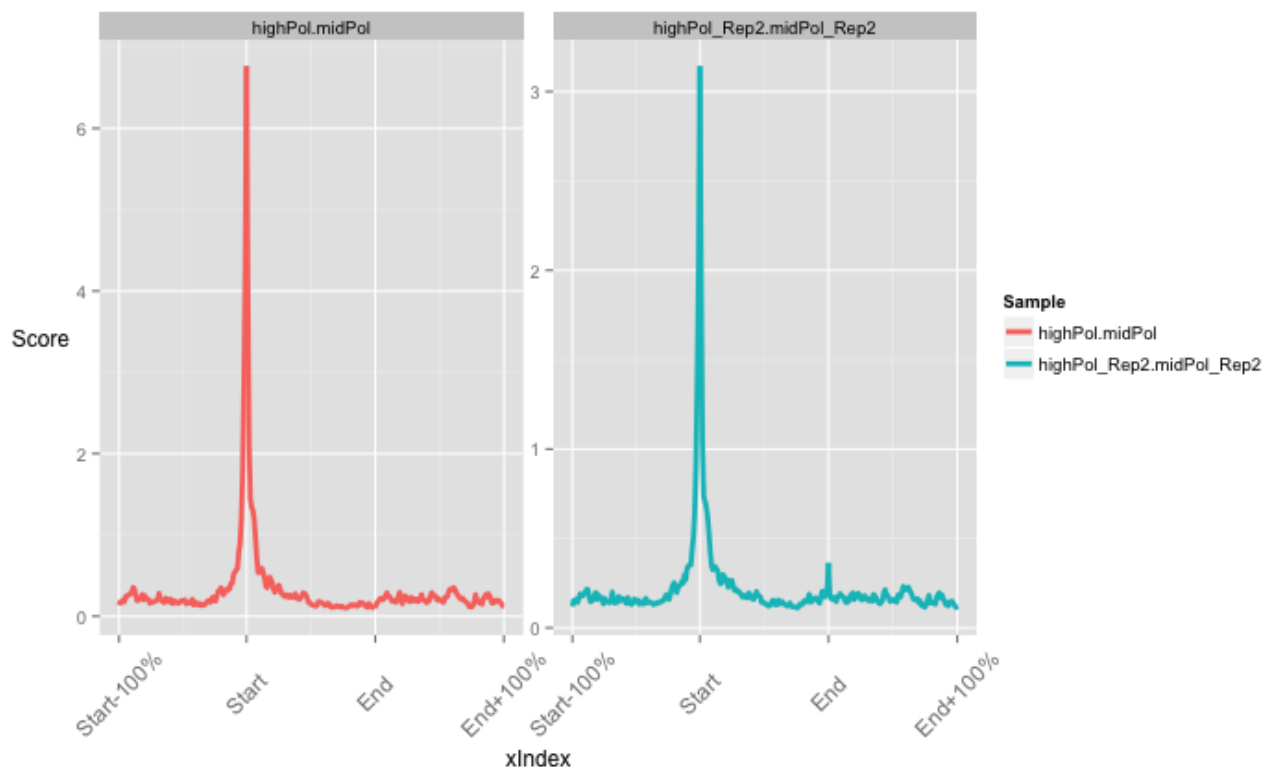 highPol.midPol
highPol_Rep2.midPol_Rep2
6
4
2
0
3
2
1
0
Score
Start-100%
Start
End
End+100%
Start-100%
Start
End
End+100%
xIndex
Sample
highPol.midPol
highPol_Rep2.midPol_Rep2